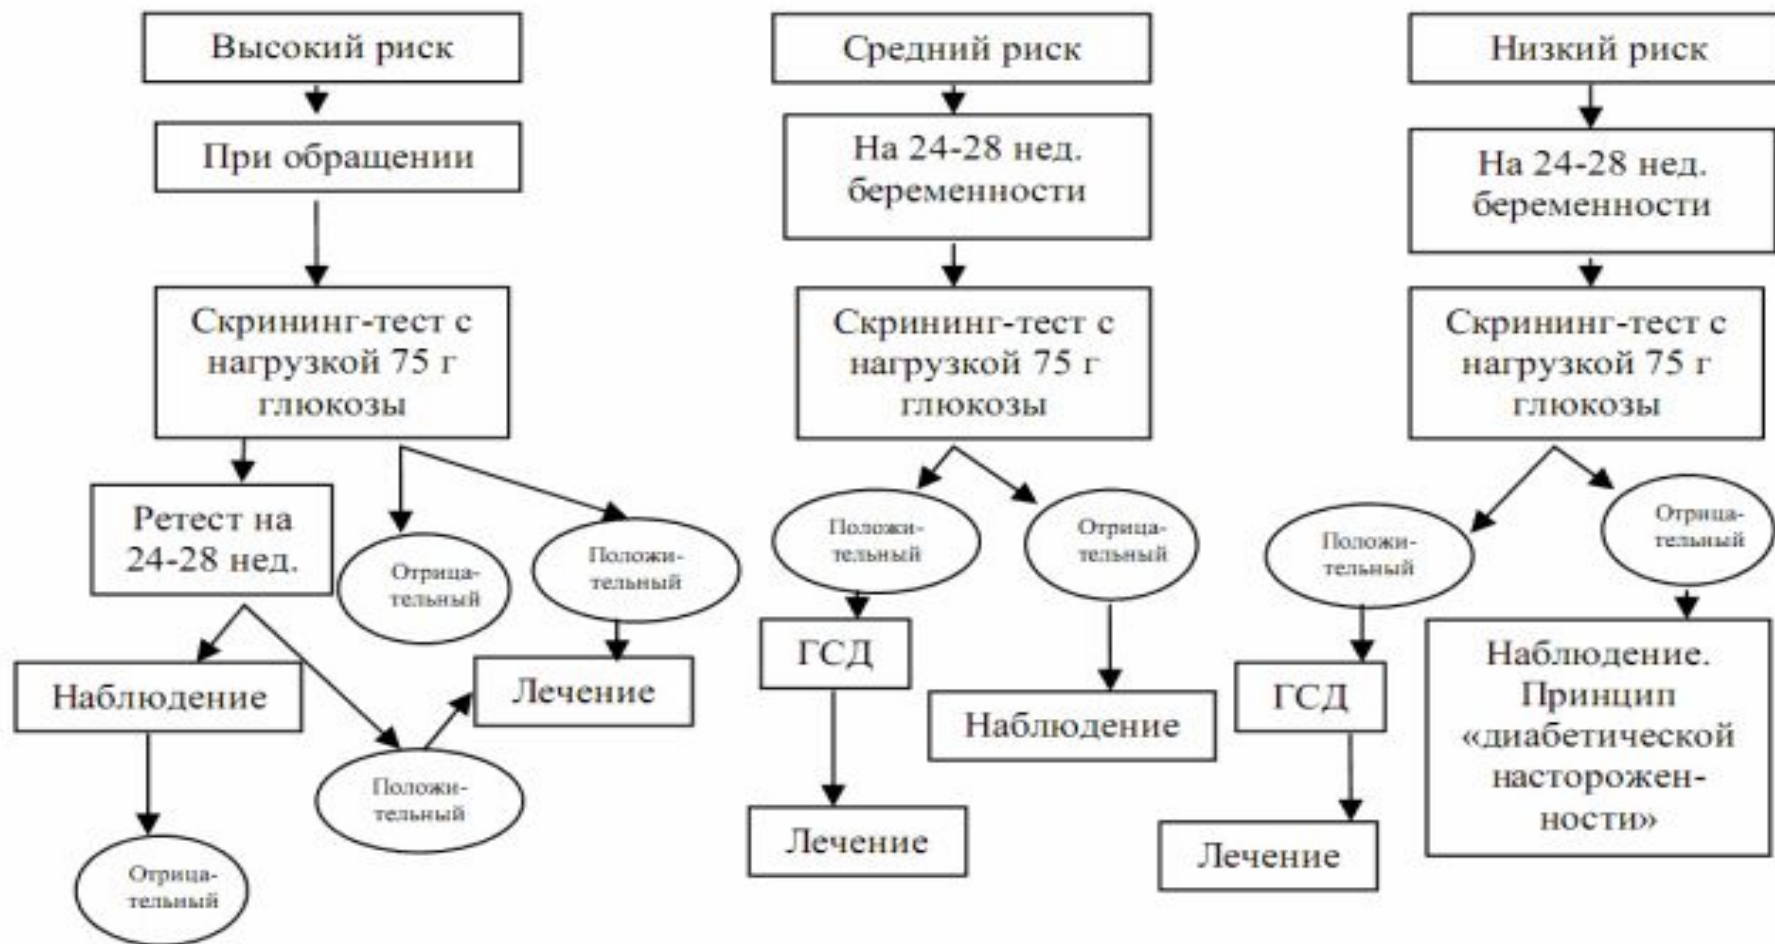 Высокий риск
При обращении
Скрининг-тест с
нагрузкой 75 г
глюкозы
Ретест на
24-28 нед.
Отрица-
тельный
Положи-
тельный
Наблюдение
Лечение
Положи-
тельный
Отрица-
тельный
Средний риск
На 24-28 нед.
беременности
Скрининг-тест с
нагрузкой 75 г
глюкозы
Положи-
тельный
Отрица-
тельный
ГСД
Наблюдение
Лечение
Низкий риск
На 24-28 нед.
беременности
Скрининг-тест с
нагрузкой 75 г
глюкозы
Положи-
тельный
Отрица-
тельный
ГСД
Наблюдение.
Принцип
«диабетической
насторожен-
ности»
Лечение